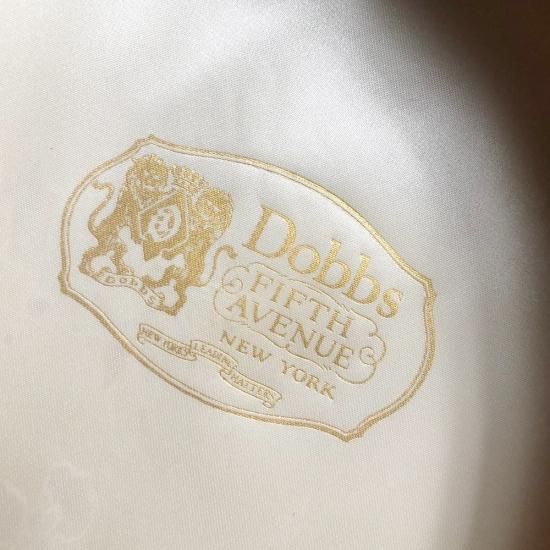 Dobbs
FIFTH
AVENUE
NEW YORK
DOBBS
NEW YORK'S LEADING HATTERS